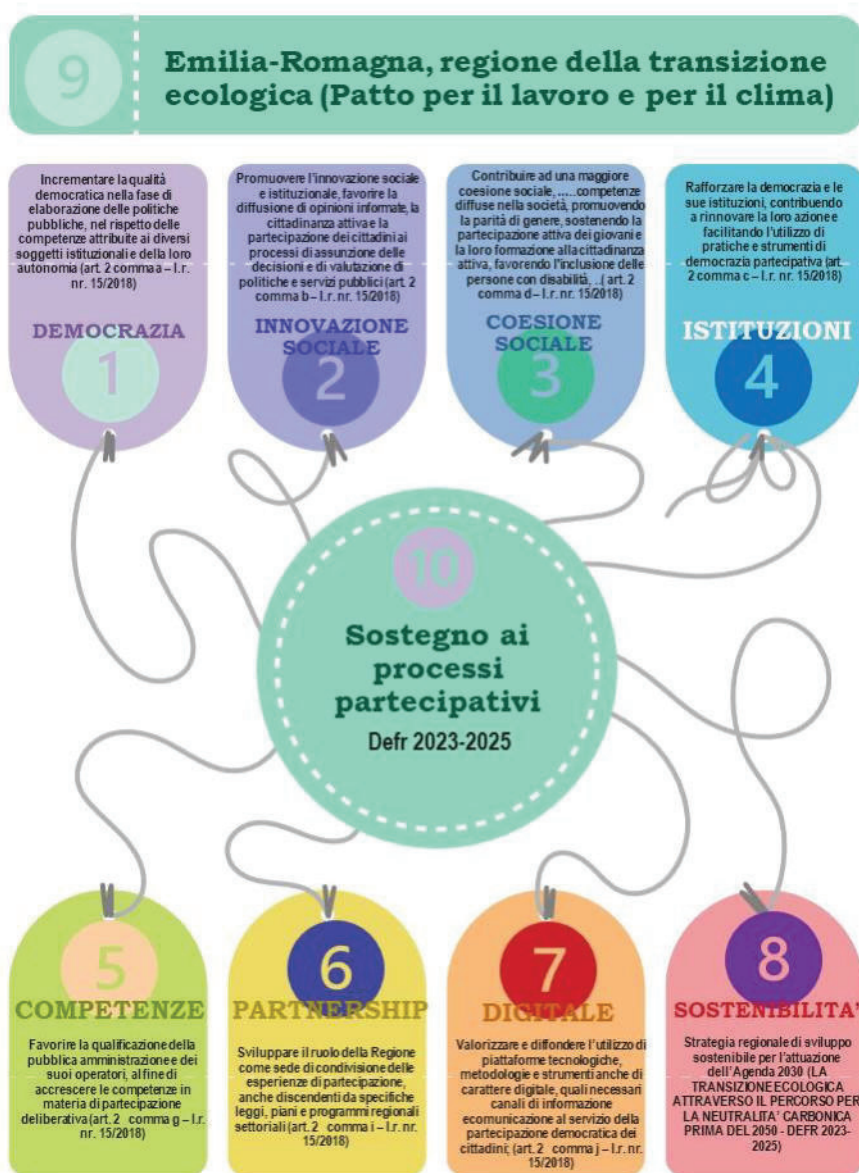 9
Emilia-Romagna, regione della transizione
ecologica (Patto per il lavoro e per il clima)
Incrementare la qualità
democratica nella fase di
elaborazione delle politiche
pubbliche, nel rispetto delle
competenze attribuite ai diversi
soggetti istituzionali e della loro
autonomia (art. 2 comma a – l.r.
nr. 15/2018)
DEMOCRAZIA
1
Promuovere l'innovazione sociale
e istituzionale, favorire la
diffusione di opinioni informate, la
cittadinanza attiva e la
partecipazione dei cittadini ai
processi di assunzione delle
decisioni e di valutazione di
politiche e servizi pubblici (art. 2
comma b – l.r. nr. 15/2018)
INNOVAZIONE
SOCIALE
2
Contribuire ad una maggiore
coesione sociale, .....competenze
diffuse nella società, promuovendo
la parità di genere, sostenendo la
partecipazione attiva dei giovani e
la loro formazione alla cittadinanza
attiva, favorendo l'inclusione delle
persone con disabilità, ..( art. 2
comma d – l.r. nr. 15/2018)
COESIONE
SOCIALE
3
Rafforzare la democrazia e le
sue istituzioni, contribuendo
a rinnovare la loro azione e
facilitando l'utilizzo di
pratiche e strumenti di
democrazia partecipativa (art.
2 comma c – l.r. nr. 15/2018)
ISTITUZIONI
4
10
Sostegno ai
processi
partecipativi
Defr 2023-2025
5
COMPETENZE
Favorire la qualificazione della
pubblica amministrazione e dei
suoi operatori, al fine di
accrescere le competenze in
materia di partecipazione
deliberativa (art. 2 comma g – l.r.
nr. 15/2018)
6
PARTNERSHIP
Sviluppare il ruolo della Regione
come sede di condivisione delle
esperienze di partecipazione,
anche discendenti da specifiche
leggi, piani e programmi regionali
settoriali (art. 2 comma i – l.r. nr.
15/2018)
7
DIGITALE
Valorizzare e diffondere l'utilizzo di
piattaforme tecnologiche,
metodologie e strumenti anche di
carattere digitale, quali necessari
canali di informazione
ecomunicazione al servizio della
partecipazione democratica dei
cittadini; (art. 2 comma j – l.r. nr.
15/2018)
8
SOSTENIBILITA'
Strategia regionale di sviluppo
sostenibile per l'attuazione
dell'Agenda 2030 (LA
TRANSIZIONE ECOLOGICA
ATTRAVERSO IL PERCORSO PER
LA NEUTRALITA' CARBONICA
PRIMA DEL 2050 - DEFR 2023-
2025)